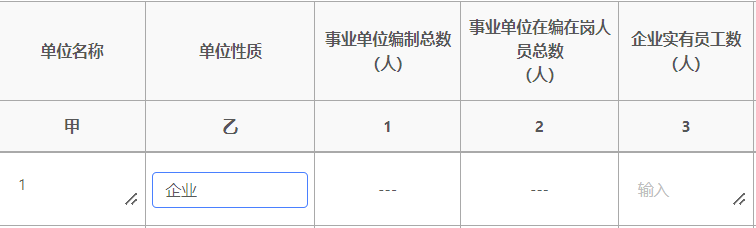 单位名称
单位性质
事业单位编制总数
(人)
事业单位在编在岗人
员总数
(人)
企业实有员工数
(人)
甲
乙
1
2
3
1
企业
---
---
输入